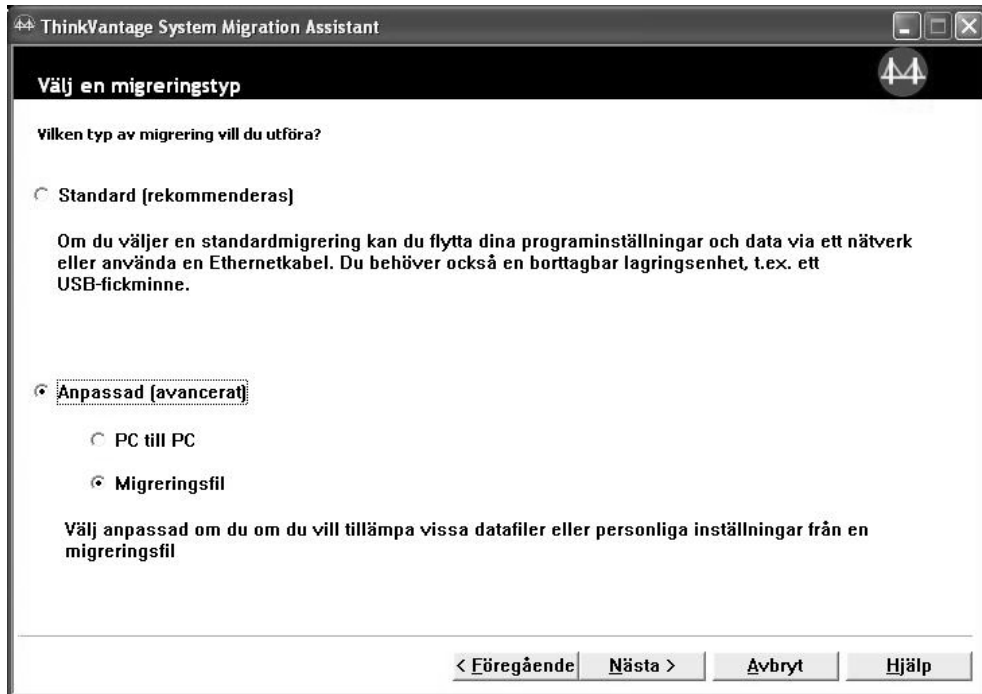 ThinkVantage System Migration Assistant
Välj en migreringstyp
Vilken typ av migrering vill du utföra?
Standard (rekommenderas)
Om du väljer en standardmigrering kan du flytta dina programinställningar och data via ett nätverk
eller använda en Ethernetkabel. Du behöver också en borttagbar lagringsenhet, t.ex. ett
USB-fickminne.
Anpassad (avancerat)
PC till PC
Migreringsfil
Välj anpassad om du om du vill tillämpa vissa datafiler eller personliga inställningar från en
migreringsfil
< Föregående Nästa > Avbryt Hjälp